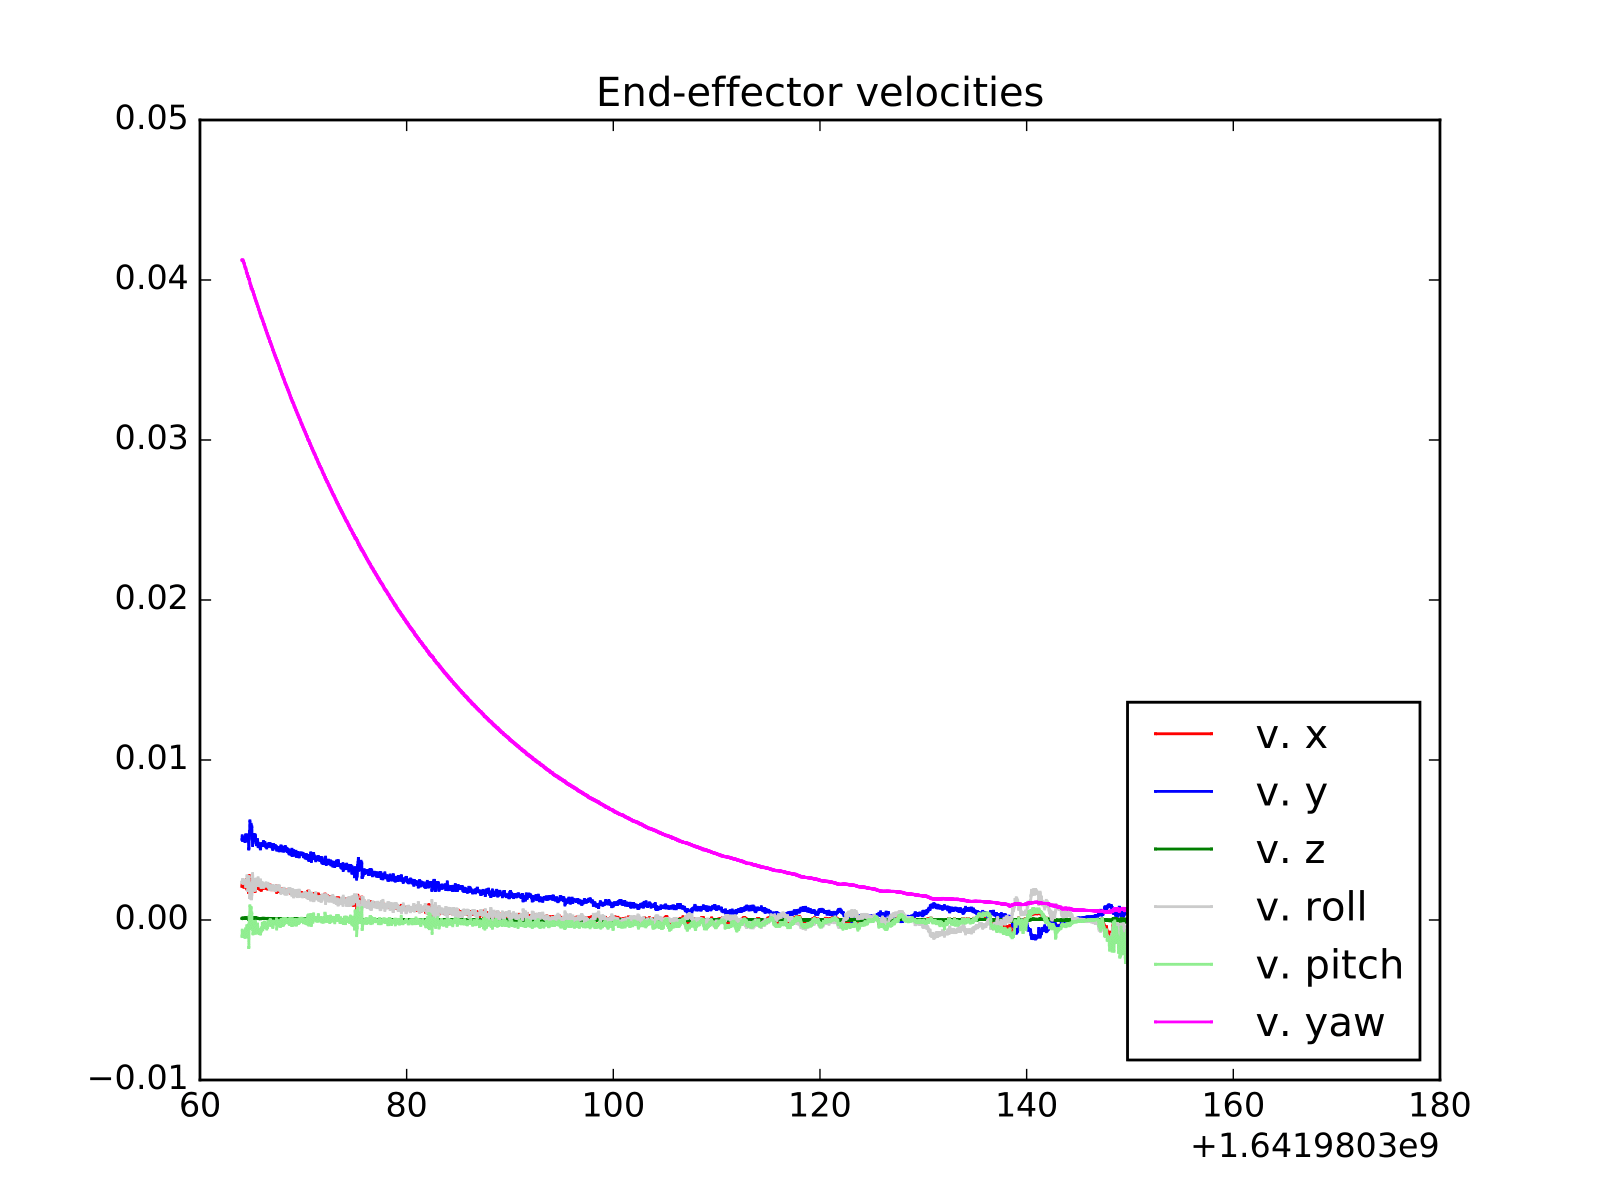 End-effector velocities
0.05
0.04
0.03
0.02
0.01
0.00
−0.01
v. x
v. y
v. z
v. roll
v. pitch
v. yaw
60 80 100 120 140 160 180
+1.6419803e9